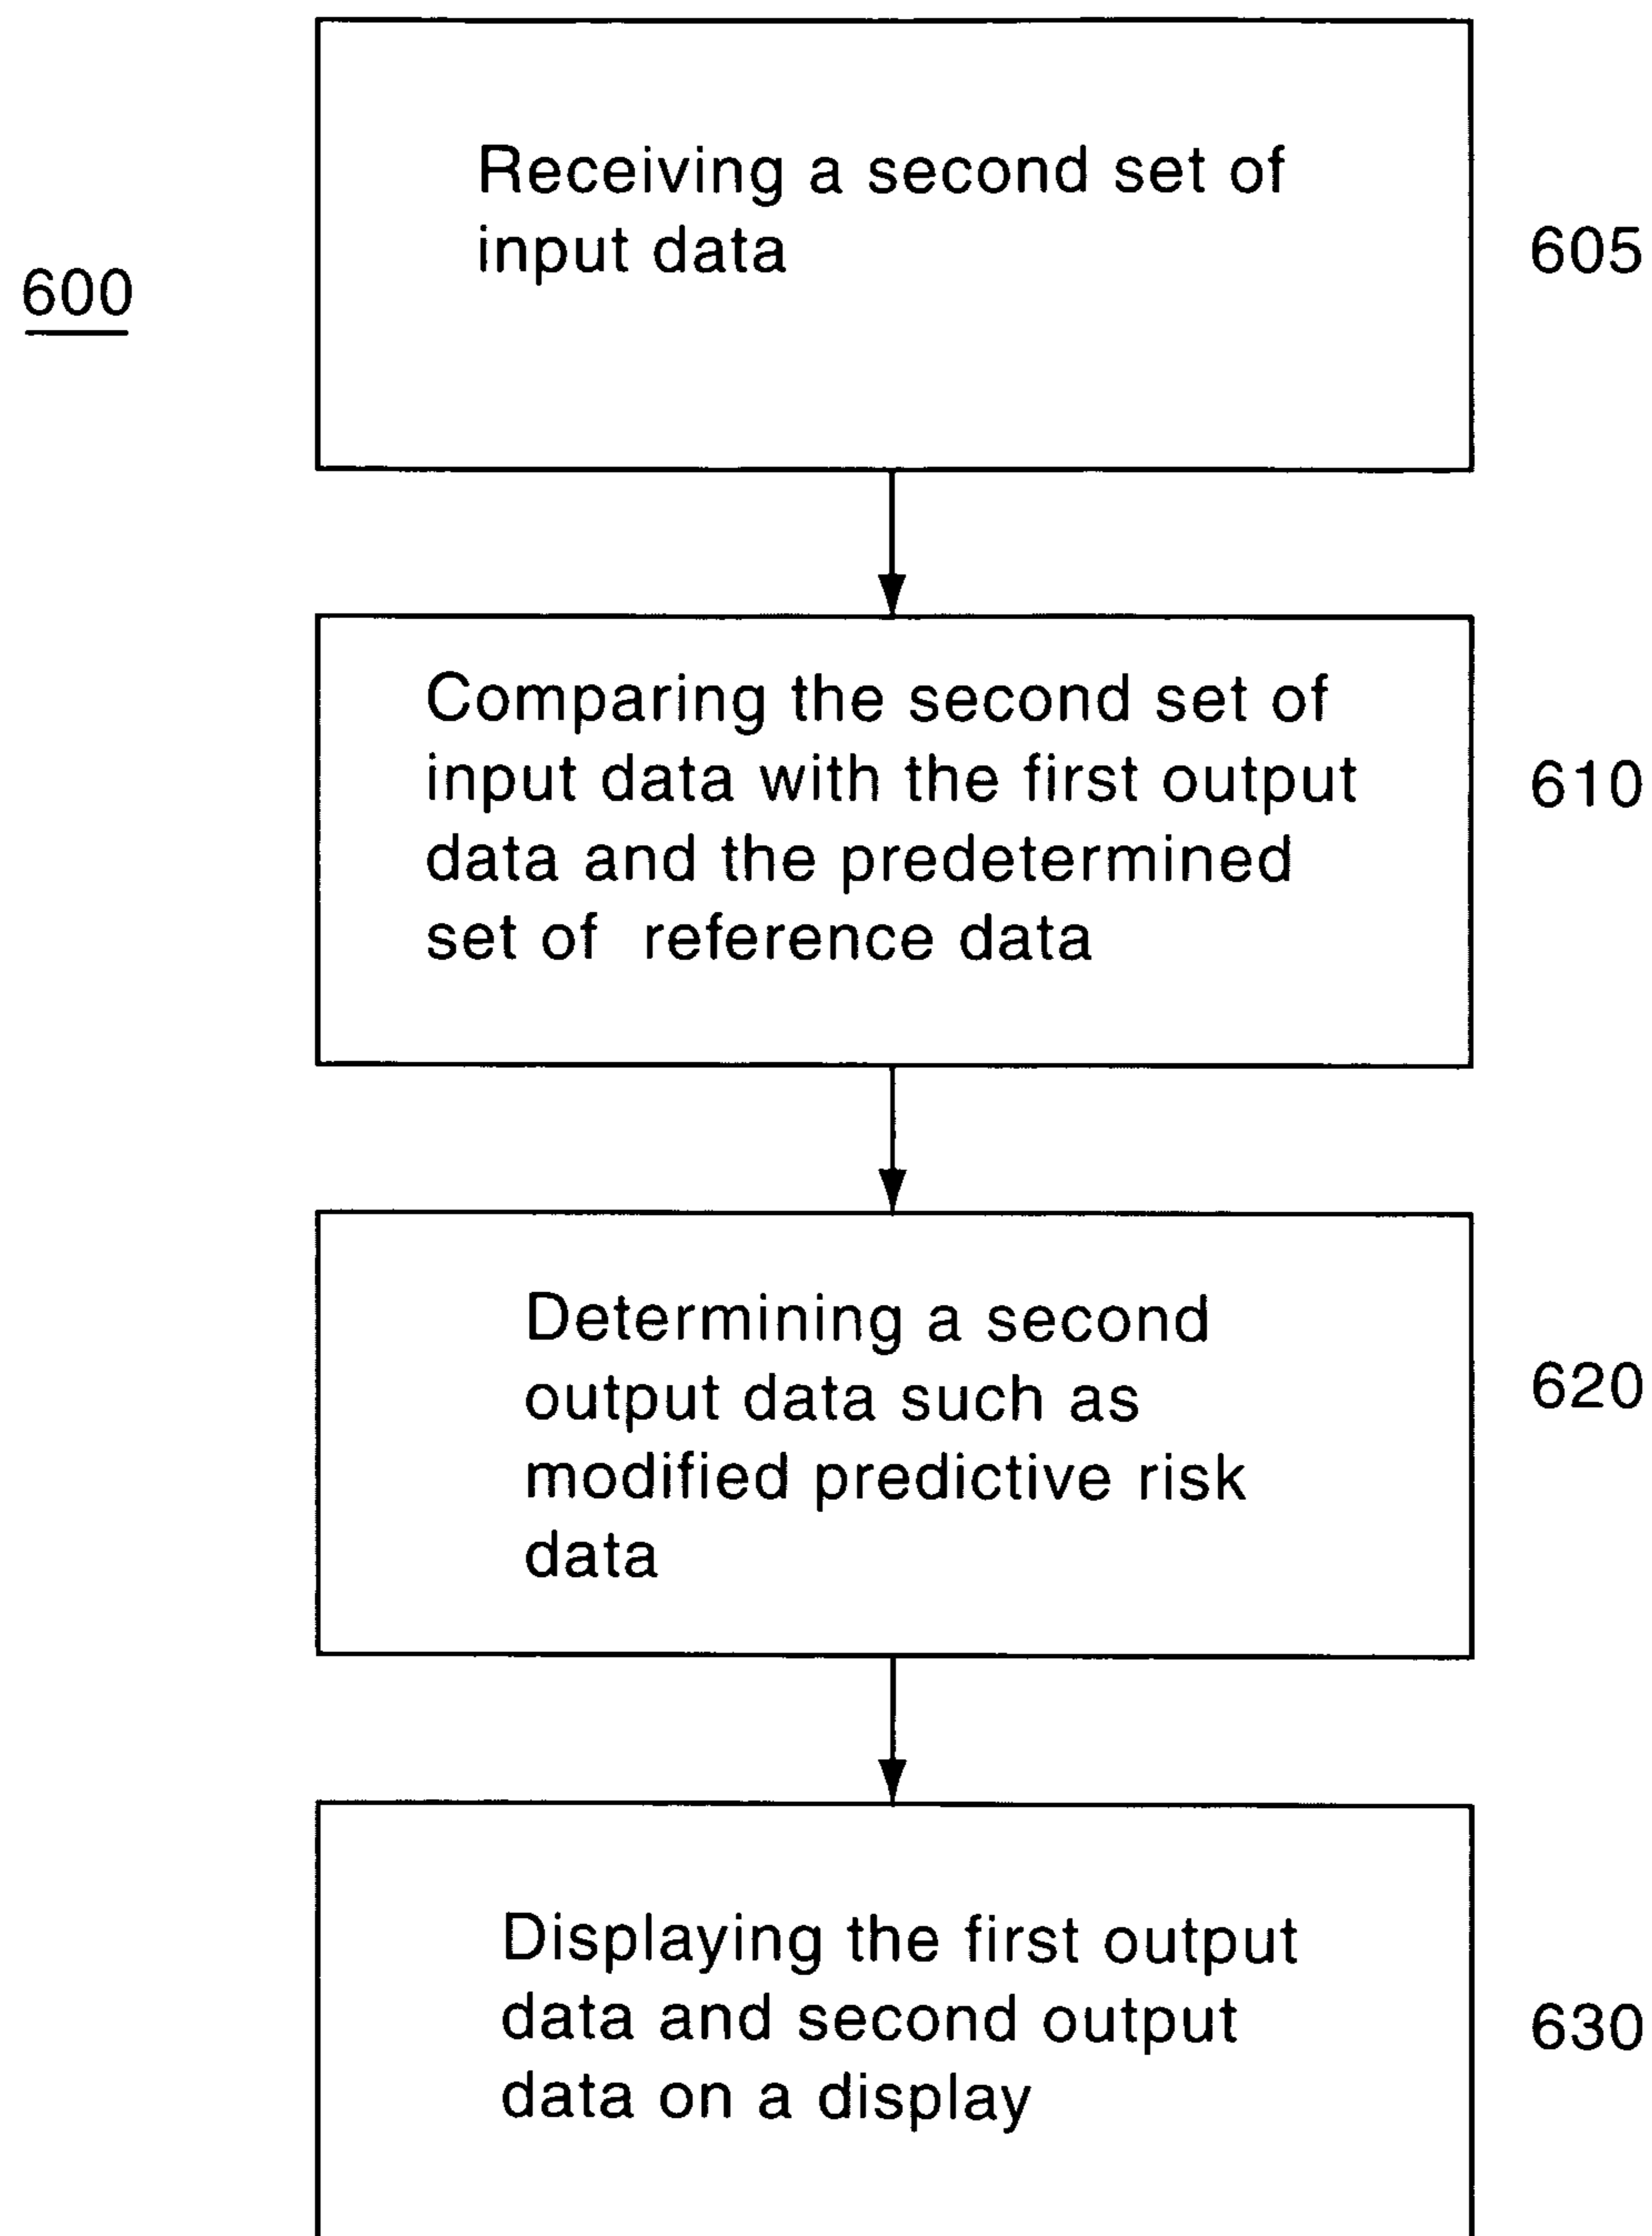 Receiving a second set of
input data
605
600
Comparing the second set of
input data with the first output
data and the predetermined
set of reference data
610
Determining a second
output data such as
modified predictive risk
data
620
Displaying the first output
data and second output
data on a display
630